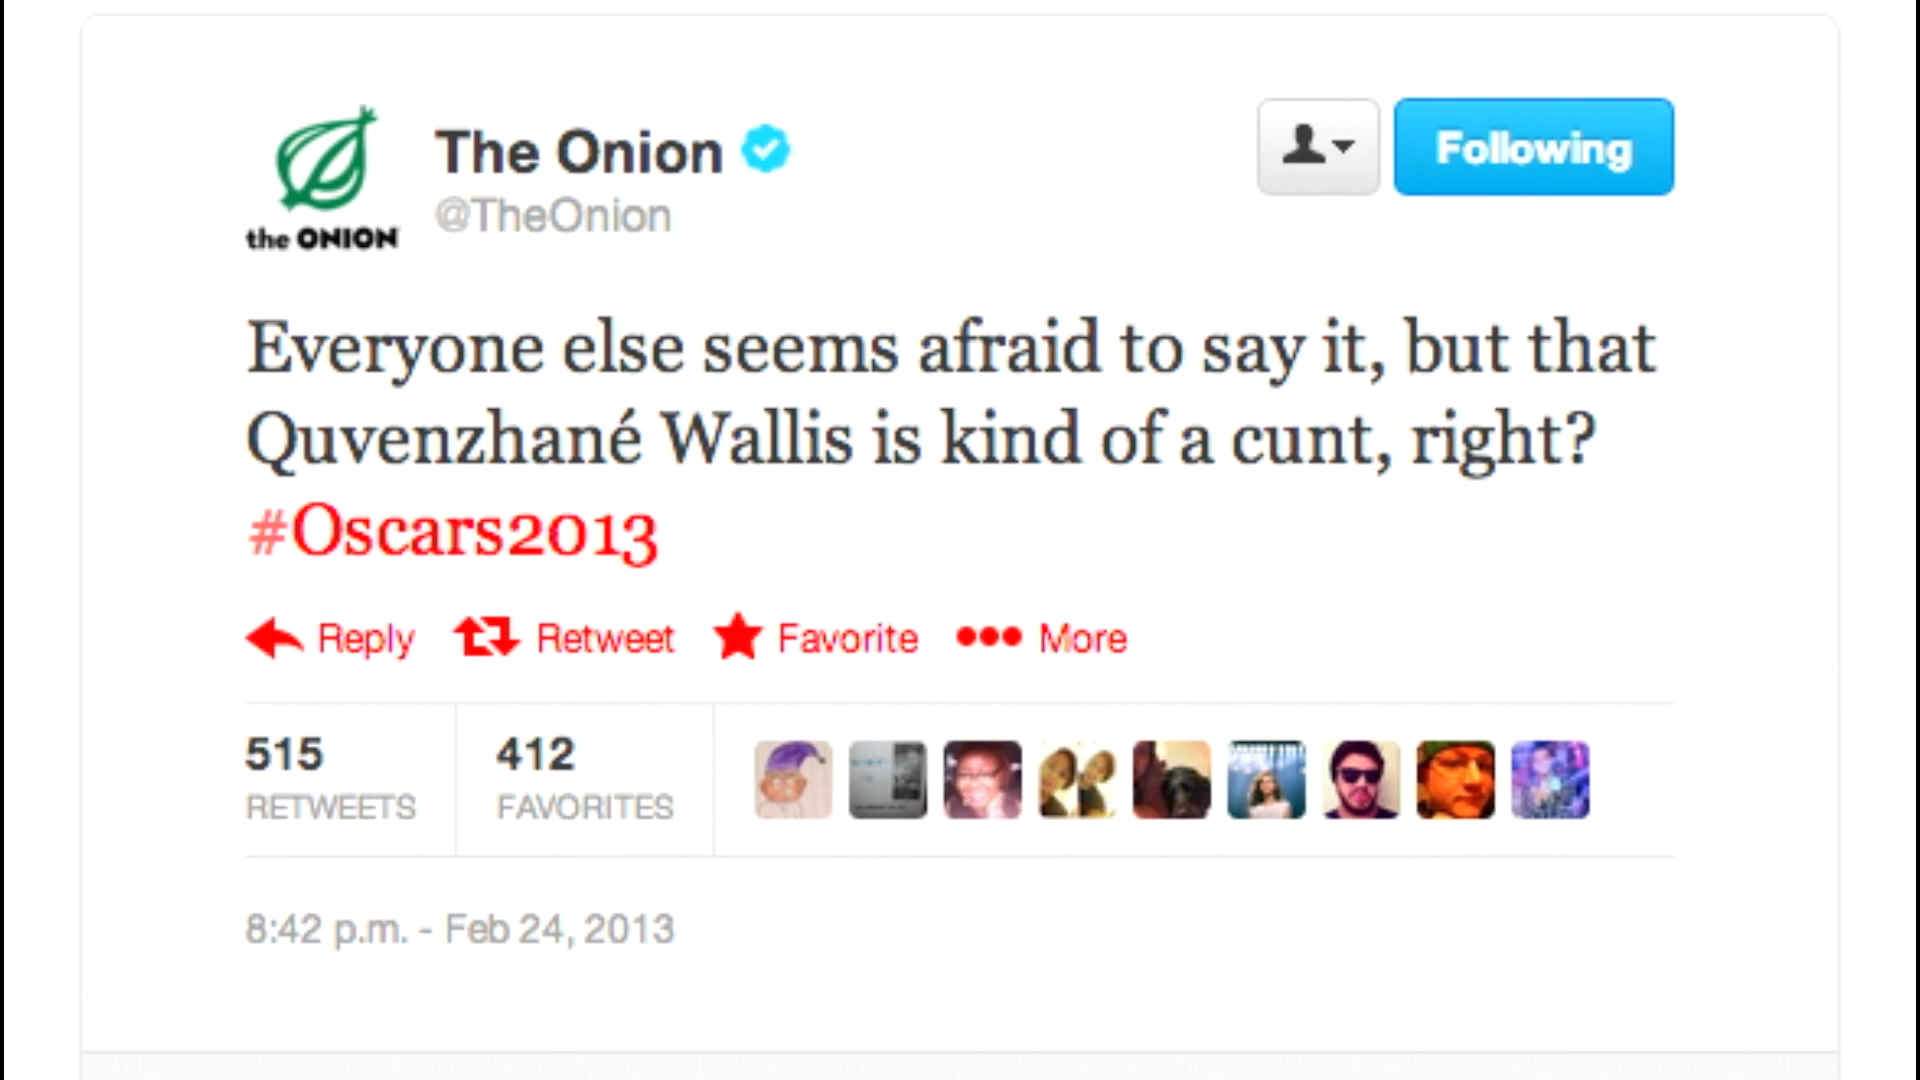 The Onion
@TheOnion
the ONION
Following
Everyone else seems afraid to say it, but that
Quvenzhané Wallis is kind of a cunt, right?
#Oscars2013
Reply Retweet Favorite More
515 412
RETWEETS FAVORITES
8:42 p.m. - Feb 24, 2013